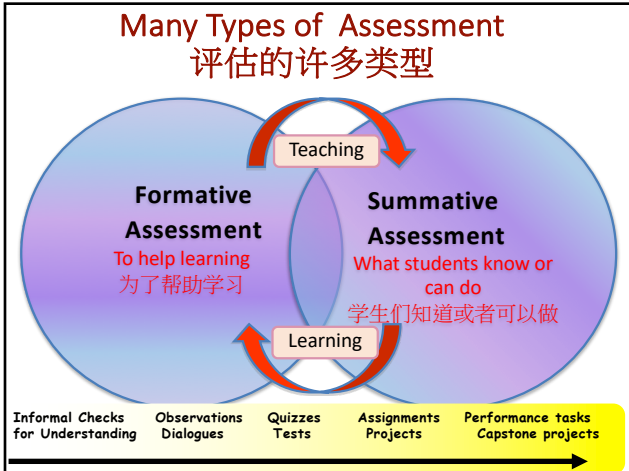 Many Types of Assessment
评估的许多类型
Teaching
Formative
Assessment
To help learning
为了帮助学习
Summative
Assessment
What students know or
can do
学生们知道或者可以做
Learning
Informal Checks
for Understanding
Observations
Dialogues
Quizzes
Tests
Assignments
Projects
Performance tasks
Capstone projects